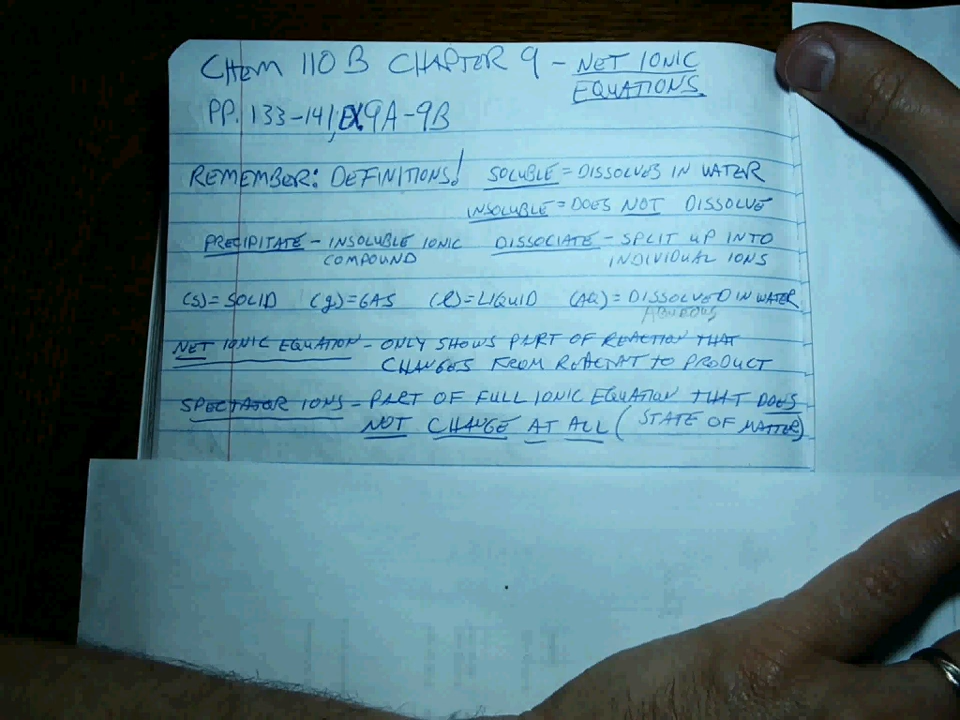 CHEM 110B CHAPTER 9 - NET IONIC
EQUATIONS.
PP. 133-141, EX 9A-9B
REMEMBER: DEFINITIONS! SOLUBLE = DISSOLVES IN WATER
INSOLUBLE = DOES NOT DISSOLVE
PRECIPITATE - INSOLUBLE IONIC DISSOCIATE - SPLIT UP INTO
COMPOUND INDIVIDUAL IONS
(s) = SOLID (g) = GAS (l) = LIQUID (AQ) = DISSOLVED IN WATER
AQUEOUS
NET IONIC EQUATION - ONLY SHOWS PART OF REACTION THAT
CHANGES FROM REACTAT TO PRODUCT
SPECTATOR IONS - PART OF FULL IONIC EQUATION THAT DOES
NOT CHANGE AT ALL (STATE OF MATTER)